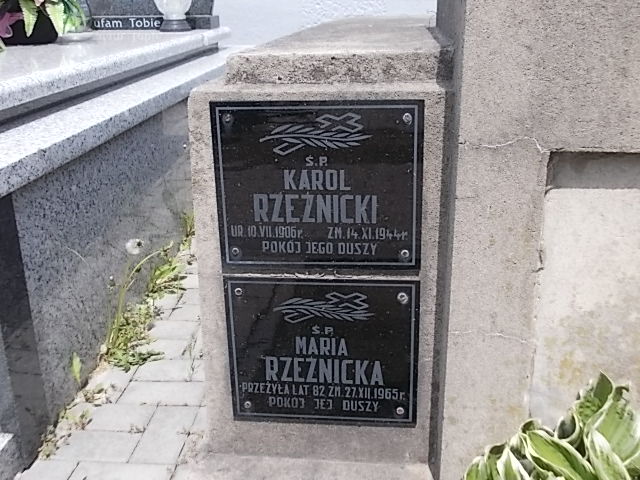 ufam Tobie
Ś.P.
KAROL
RZEŹNICKI
UR.10.VII.1906r. ZM.14.XI.1944r.
POKÓJ JEGO DUSZY
Ś.P.
MARIA
RZEŹNICKA
PRZEŻYŁA LAT 82 ZM.27.XII.1965r.
POKÓJ JEJ DUSZY